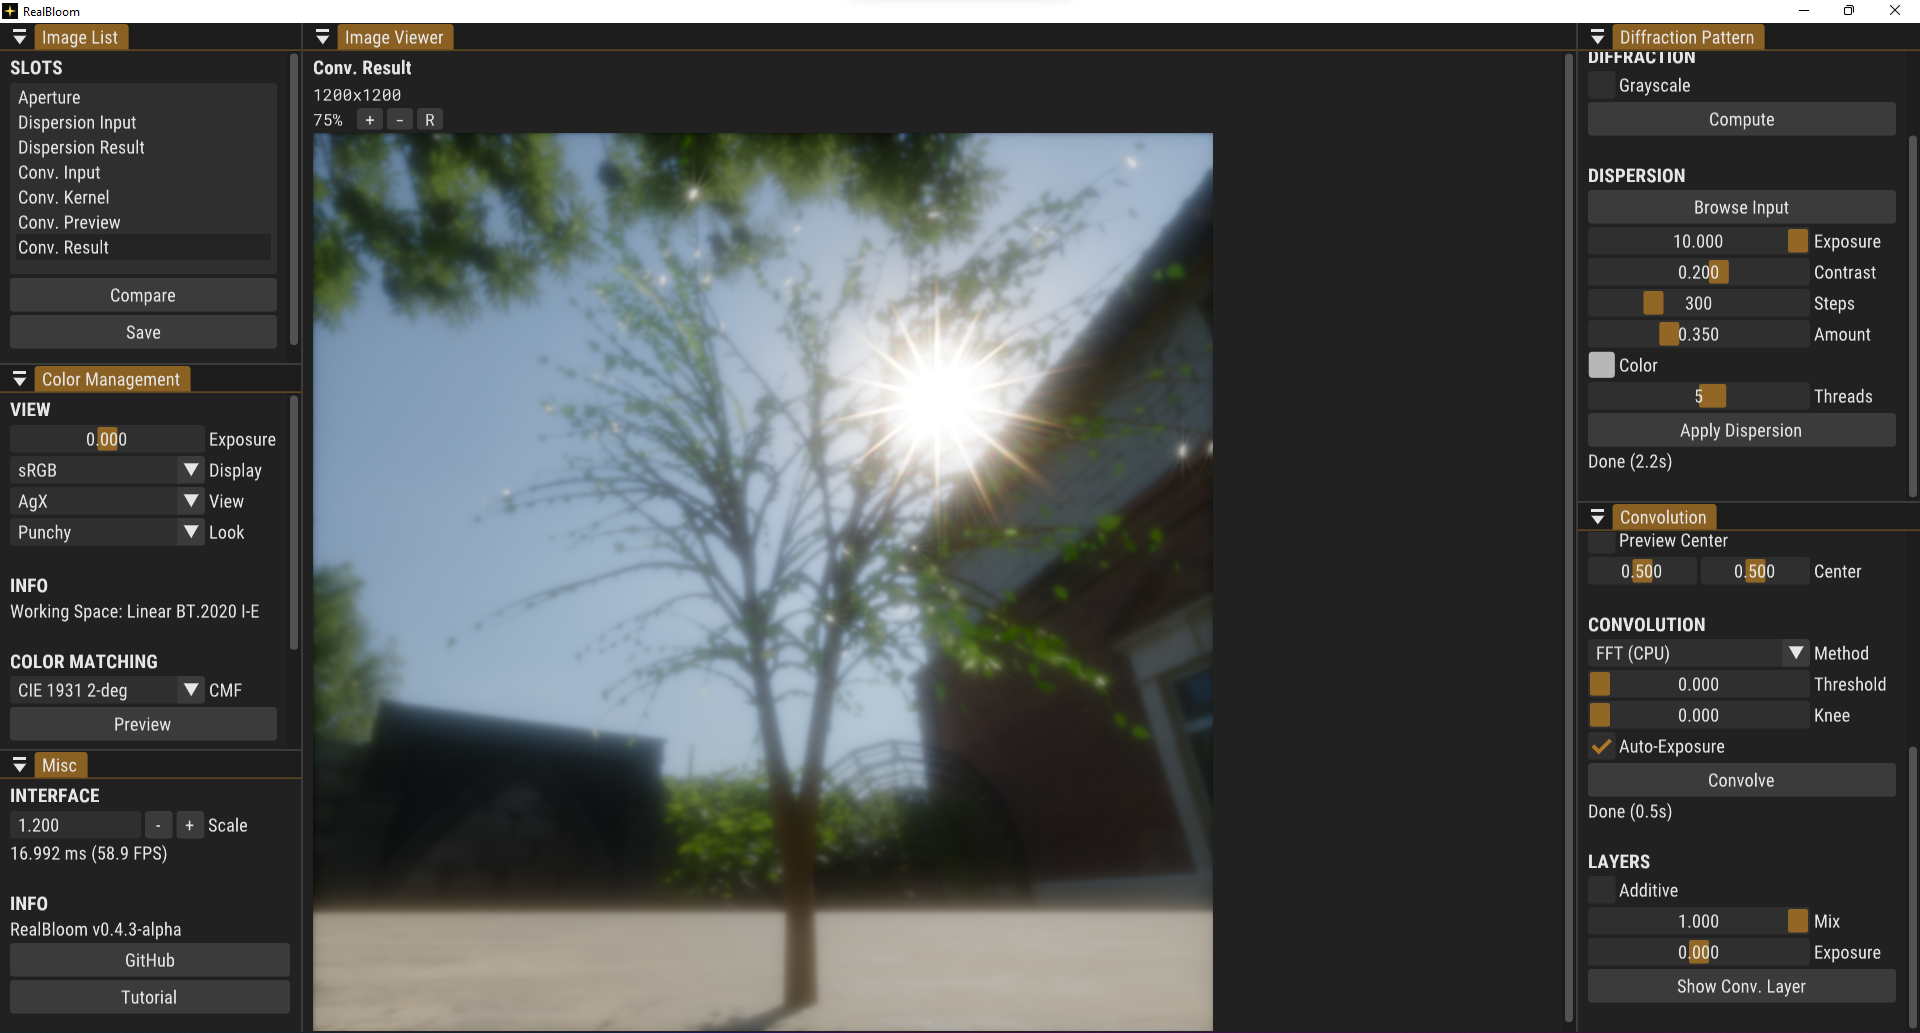 RealBloom
Image List
SLOTS
Aperture
Dispersion Input
Dispersion Result
Conv. Input
Conv. Kernel
Conv. Preview
Conv. Result
Compare
Save
Color Management
VIEW
0.000 Exposure
sRGB Display
AgX View
Punchy Look
INFO
Working Space: Linear BT.2020 I-E
COLOR MATCHING
CIE 1931 2-deg CMF
Preview
Misc
INTERFACE
1.200 - + Scale
16.992 ms (58.9 FPS)
INFO
RealBloom v0.4.3-alpha
GitHub
Tutorial
Image Viewer
Conv. Result
1200x1200
75% + - R
Diffraction Pattern
DIFFRACTION
Grayscale
Compute
DISPERSION
Browse Input
10.000 Exposure
0.200 Contrast
300 Steps
0.350 Amount
Color
5 Threads
Apply Dispersion
Done (2.2s)
Convolution
Preview Center
0.500 0.500 Center
CONVOLUTION
FFT (CPU) Method
0.000 Threshold
0.000 Knee
Auto-Exposure
Convolve
Done (0.5s)
LAYERS
Additive
1.000 Mix
0.000 Exposure
Show Conv. Layer